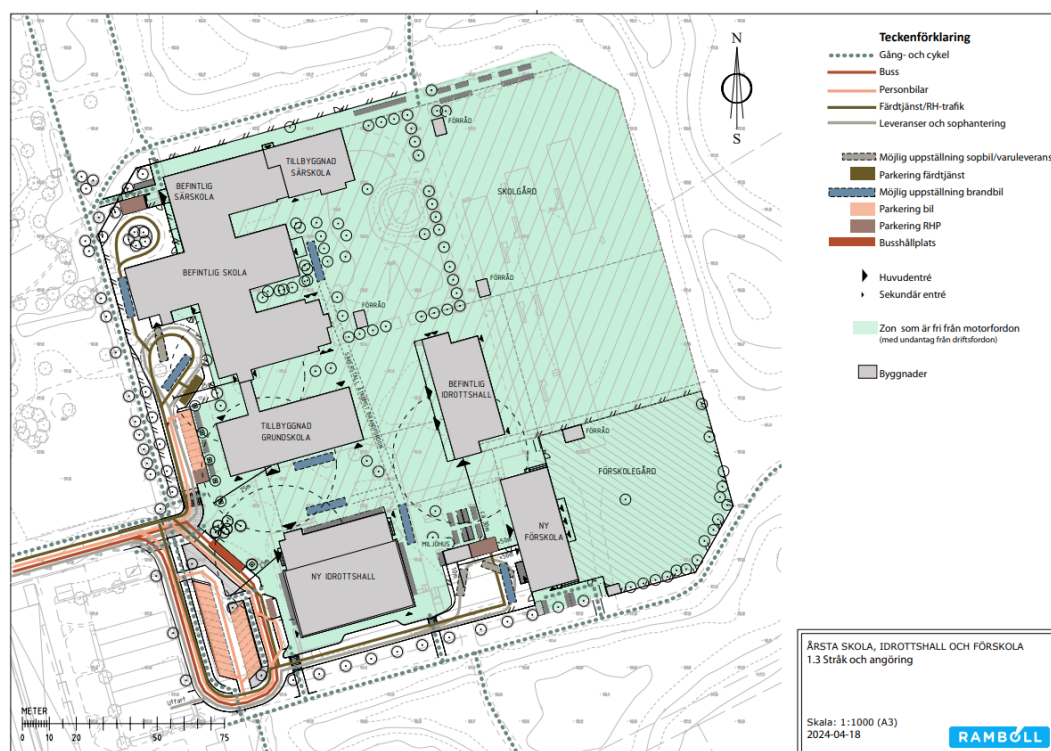 N
S
Teckenförklaring
Gång- och cykel
Buss
Personbilar
Färdtjänst/RH-trafik
Leveranser och sophantering
Möjlig uppställning sopbil/varuleverans
Parkering färdtjänst
Möjlig uppställning brandbil
Parkering bil
Parkering RHP
Busshållplats
Huvudentré
Sekundär entré
Zon som är fri från motorfordon
(med undantag från driftsfordon)
Byggnader
FÖRRÅD
TILLBYGGNAD
SÄRSKOLA
BEFINTLIG
SÄRSKOLA
SKOLGÅRD
BEFINTLIG SKOLA
FÖRRÅD
FÖRRÅD
BEFINTLIG
IDROTTSHALL
TILLBYGGNAD
GRUNDSKOLA
FÖRRÅD
FÖRSKOLEGÅRD
NY
FÖRSKOLA
MILJÖHUS
NY IDROTTSHALL
Utfart
METER
0 10 25 50 75
ÅRSTA SKOLA, IDROTTSHALL OCH FÖRSKOLA
1.3 Stråk och angöring
Skala: 1:1000 (A3)
2024-04-18
RAMBOLL